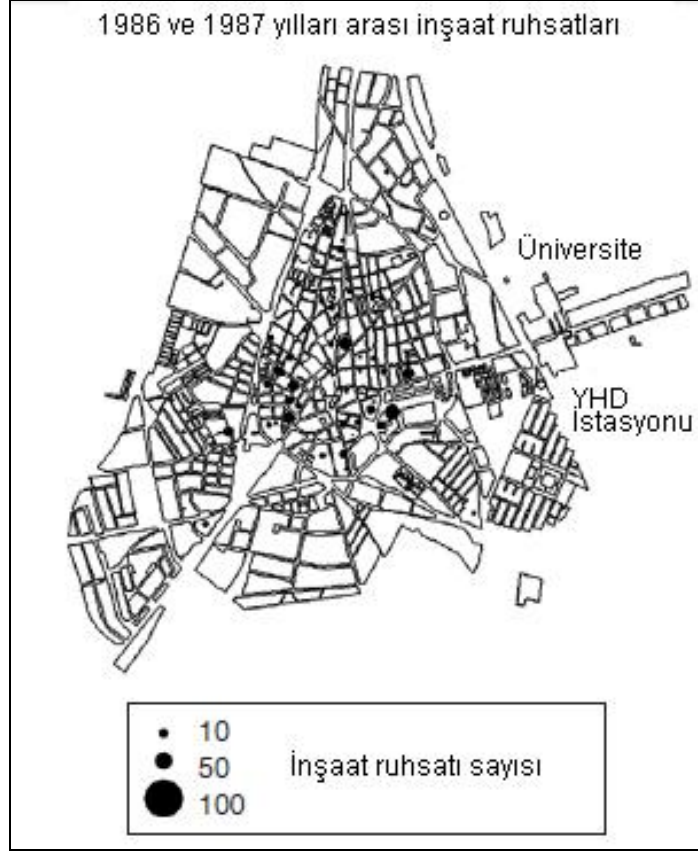 1986 ve 1987 yılları arası inşaat ruhsatları
Üniversite
YHD
İstasyonu
10
50
100
İnşaat ruhsatı sayısı